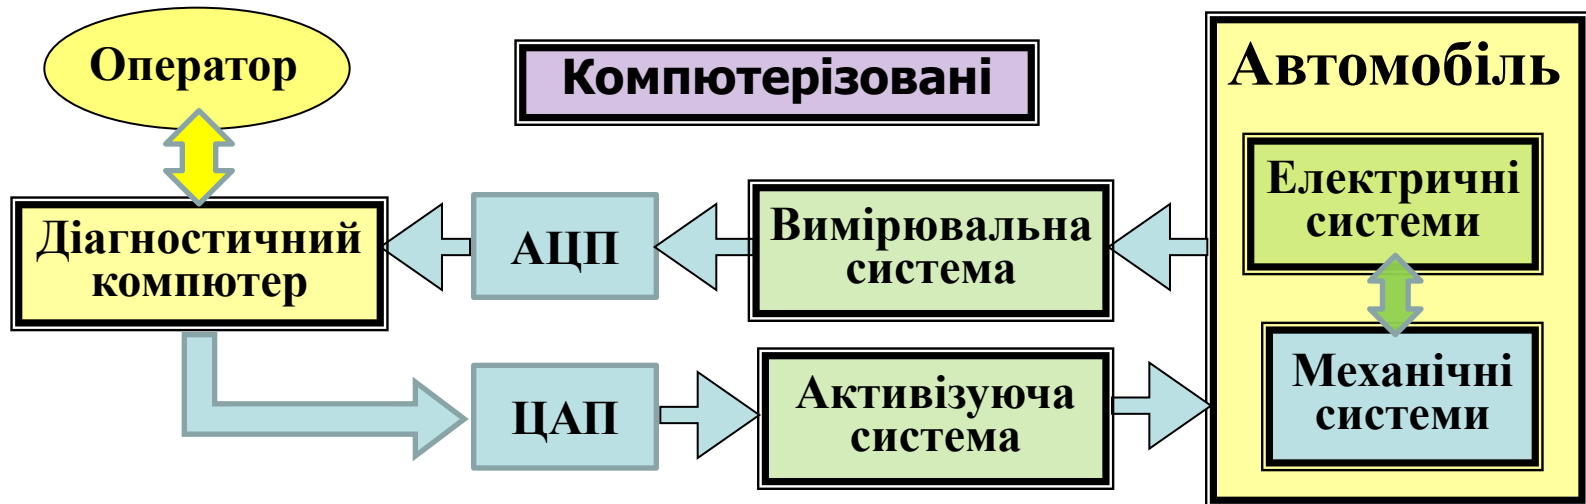 Оператор
Компютерізовані
Автомобіль
Електричні
системи
Діагностичний
компютер
АЦП
Вимірювальна
система
Механічні
системи
ЦАП
Активізуюча
система